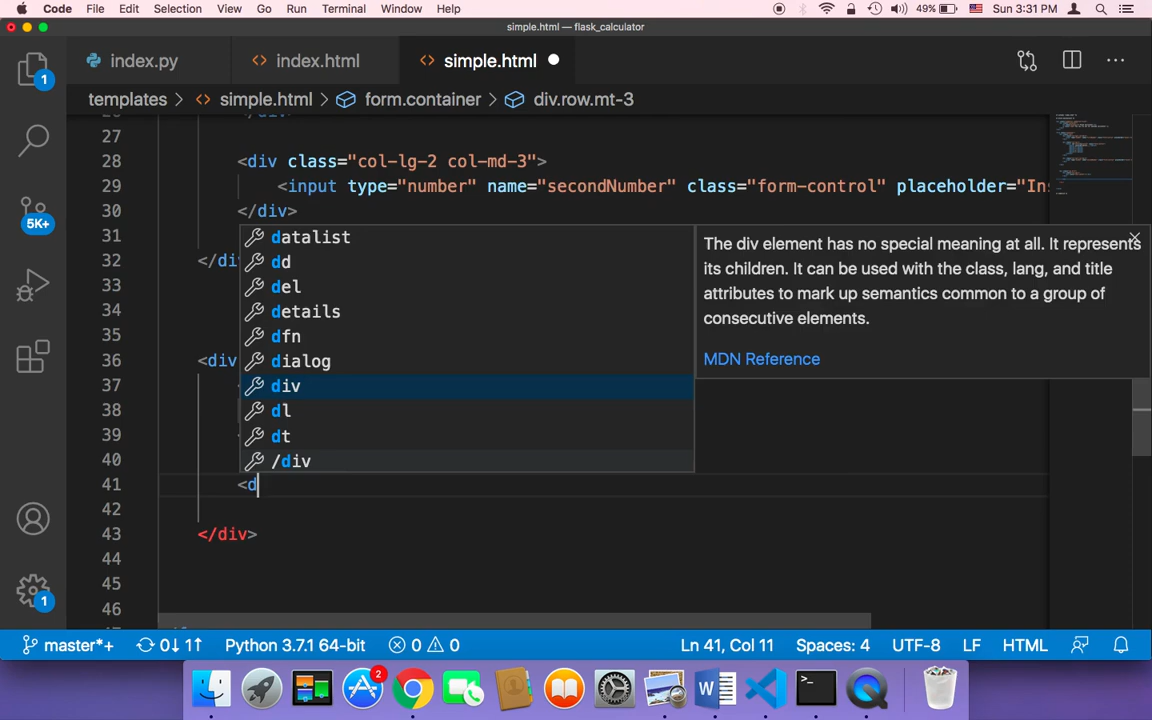 Code File Edit Selection View Go Run Terminal Window Help 49% Sun 3:31 PM
simple.html — flask_calculator
index.py index.html simple.html
templates > simple.html > form.container > div.row.mt-3
27
28 <div class="col-lg-2 col-md-3">
29 <input type="number" name="secondNumber" class="form-control" placeholder="Ins
30 </div>
31
32 </di
33
34
35
36 <div
37
38
39
40
41 <d
42
43 </div>
44
45
46
datalist
dd
del
details
dfn
dialog
div
dl
dt
/div
The div element has no special meaning at all. It represents
its children. It can be used with the class, lang, and title
attributes to mark up semantics common to a group of
consecutive elements.
MDN Reference
1
5K+
1
master*+ 0↓ 1↑ Python 3.7.1 64-bit 0 0 Ln 41, Col 11 Spaces: 4 UTF-8 LF HTML
2